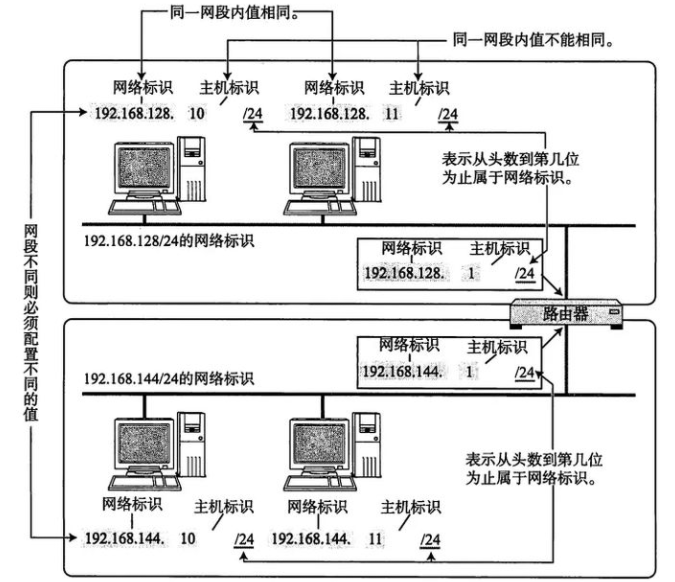 同一网段内值相同。
同一网段内值不能相同。
网络标识 主机标识 网络标识 主机标识
192.168.128. 10 /24 192.168.128. 11 /24
表示从头数到第几位
为止属于网络标识。
192.168.128/24的网络标识
网络标识 主机标识
192.168.128. 1 /24
路由器
网段不同则必须配置不同的值
网络标识 主机标识
192.168.144. 1 /24
192.168.144/24的网络标识
表示从头数到第几位
为止属于网络标识。
网络标识 主机标识 网络标识 主机标识
192.168.144. 10 /24 192.168.144. 11 /24